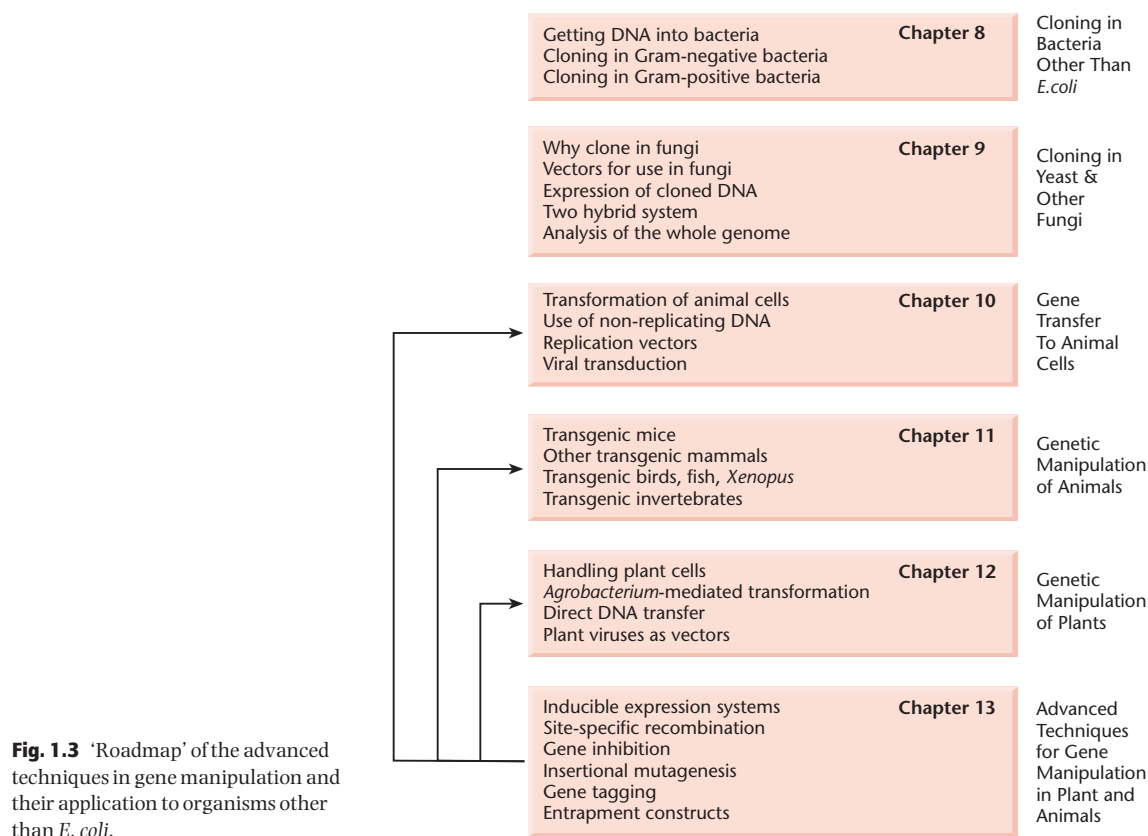 Getting DNA into bacteria
Cloning in Gram-negative bacteria
Cloning in Gram-positive bacteria
Chapter 8
Cloning in
Bacteria
Other Than
E.coli
Why clone in fungi
Vectors for use in fungi
Expression of cloned DNA
Two hybrid system
Analysis of the whole genome
Chapter 9
Cloning in
Yeast &
Other
Fungi
Transformation of animal cells
Use of non-replicating DNA
Replication vectors
Viral transduction
Chapter 10
Gene
Transfer
To Animal
Cells
Transgenic mice
Other transgenic mammals
Transgenic birds, fish, Xenopus
Transgenic invertebrates
Chapter 11
Genetic
Manipulation
of Animals
Handling plant cells
Agrobacterium-mediated transformation
Direct DNA transfer
Plant viruses as vectors
Chapter 12
Genetic
Manipulation
of Plants
Inducible expression systems
Site-specific recombination
Gene inhibition
Insertional mutagenesis
Gene tagging
Entrapment constructs
Chapter 13
Advanced
Techniques
for Gene
Manipulation
in Plant and
Animals
Fig. 1.3 ‘Roadmap’ of the advanced
techniques in gene manipulation and
their application to organisms other
than E. coli.